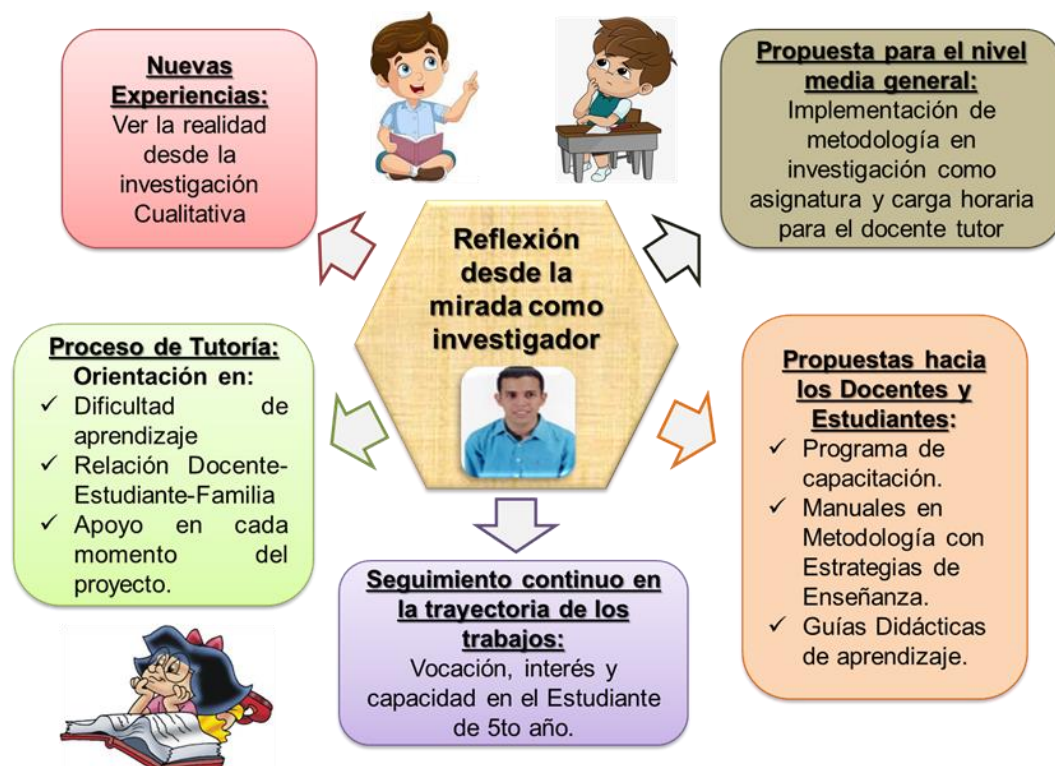 Nuevas
Experiencias:
Ver la realidad
desde la
investigación
Cualitativa
Propuesta para el nivel
media general:
Implementación de
metodología en
investigación como
asignatura y carga horaria
para el docente tutor
Reflexión
desde la
mirada como
investigador
Proceso de Tutoría:
Orientación en:
✓ Dificultad de
aprendizaje
✓ Relación Docente-
Estudiante-Familia
✓ Apoyo en cada
momento del
proyecto.
Propuestas hacia
los Docentes y
Estudiantes:
✓ Programa de
capacitación.
✓ Manuales en
Metodología con
Estrategias de
Enseñanza.
✓ Guías Didácticas
de aprendizaje.
Seguimiento continuo en
la trayectoria de los
trabajos:
Vocación, interés y
capacidad en el Estudiante
de 5to año.